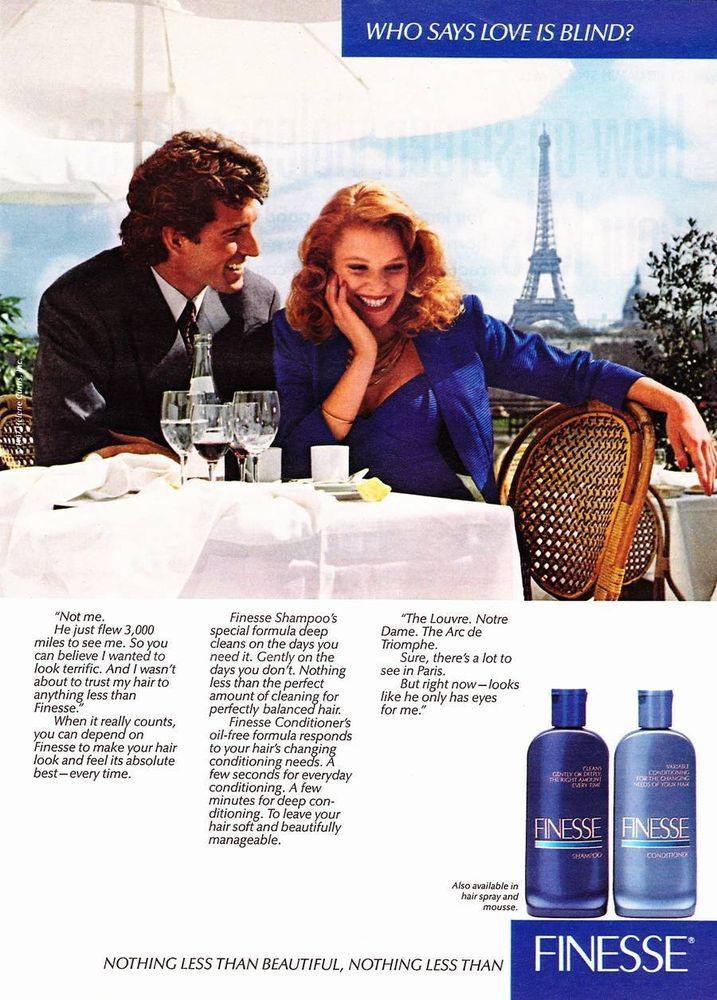 WHO SAYS LOVE IS BLIND?
"Not me.
He just flew 3,000
miles to see me. So you
can believe I wanted to
look terrific. And I wasn't
about to trust my hair to
anything less than
Finesse."
When it really counts,
you can depend on
Finesse to make your hair
look and feel its absolute
best—every time.
Finesse Shampoo's
special formula deep
cleans on the days you
need it. Gently on the
days you don't. Nothing
less than the perfect
amount of cleaning for
perfectly balanced hair.
Finesse Conditioner's
oil-free formula responds
to your hair's changing
conditioning needs. A
few seconds for everyday
conditioning. A few
minutes for deep con-
ditioning. To leave your
hair soft and beautifully
manageable.
"The Louvre. Notre
Dame. The Arc de
Triomphe.
Sure, there's a lot to
see in Paris.
But right now—looks
like he only has eyes
for me."
CLEANS
GENTLY OR DEEPLY.
THE RIGHT AMOUNT
EVERY TIME
FINESSE
SHAMPOO
VARIABLE
CONDITIONING
FOR THE CHANGING
NEEDS OF YOUR HAIR
FINESSE
CONDITIONER
Also available in
hair spray and
mousse.
NOTHING LESS THAN BEAUTIFUL, NOTHING LESS THAN
FINESSE®
Helene Curtis, Inc.